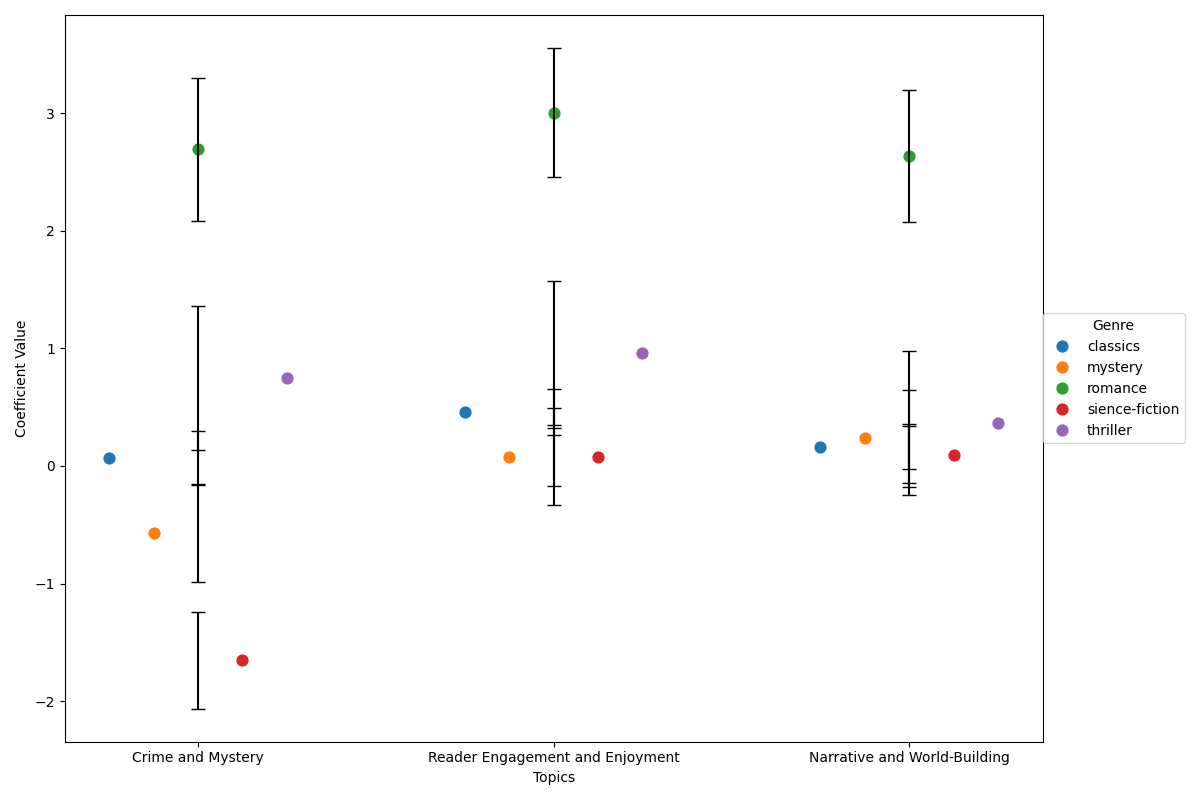 Coefficient Value
3
2
1
0
−1
−2
Crime and Mystery
Reader Engagement and Enjoyment
Narrative and World-Building
Topics
Genre
classics
mystery
romance
sience-fiction
thriller